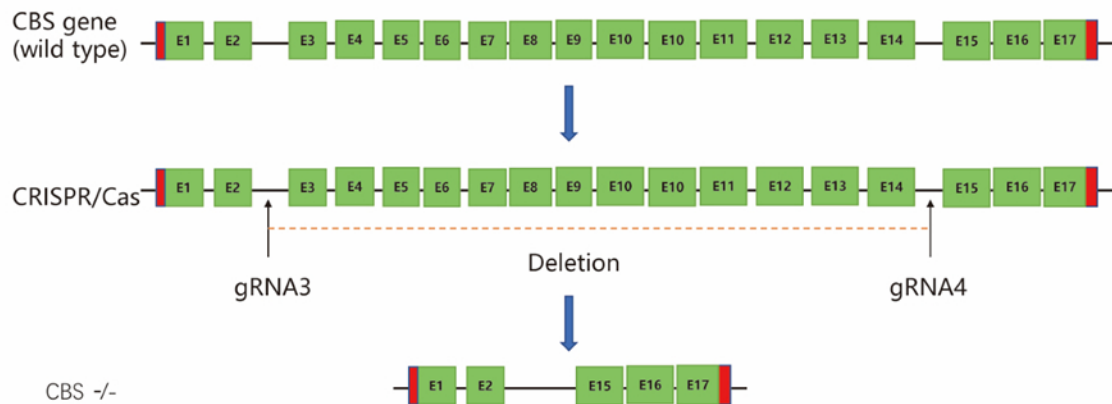 CBS gene
(wild type)
E1 E2 E3 E4 E5 E6 E7 E8 E9 E10 E10 E11 E12 E13 E14 E15 E16 E17
CRISPR/Cas
E1 E2 E3 E4 E5 E6 E7 E8 E9 E10 E10 E11 E12 E13 E14 E15 E16 E17
Deletion
gRNA3 gRNA4
CBS -/-
E1 E2 E15 E16 E17